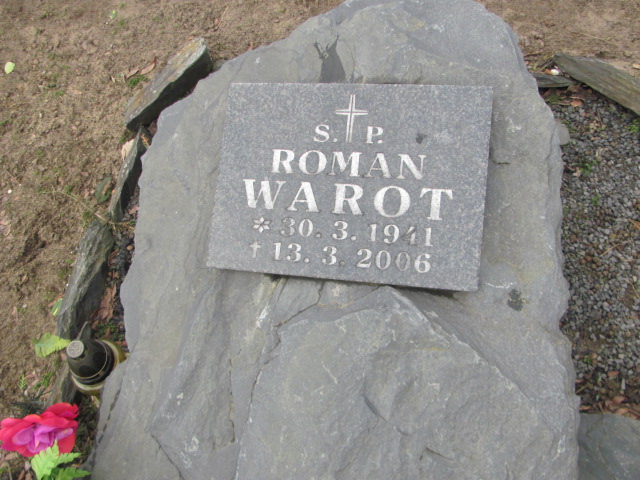 S. P.
ROMAN
WAROT
* 30. 3. 1941
† 13. 3. 2006